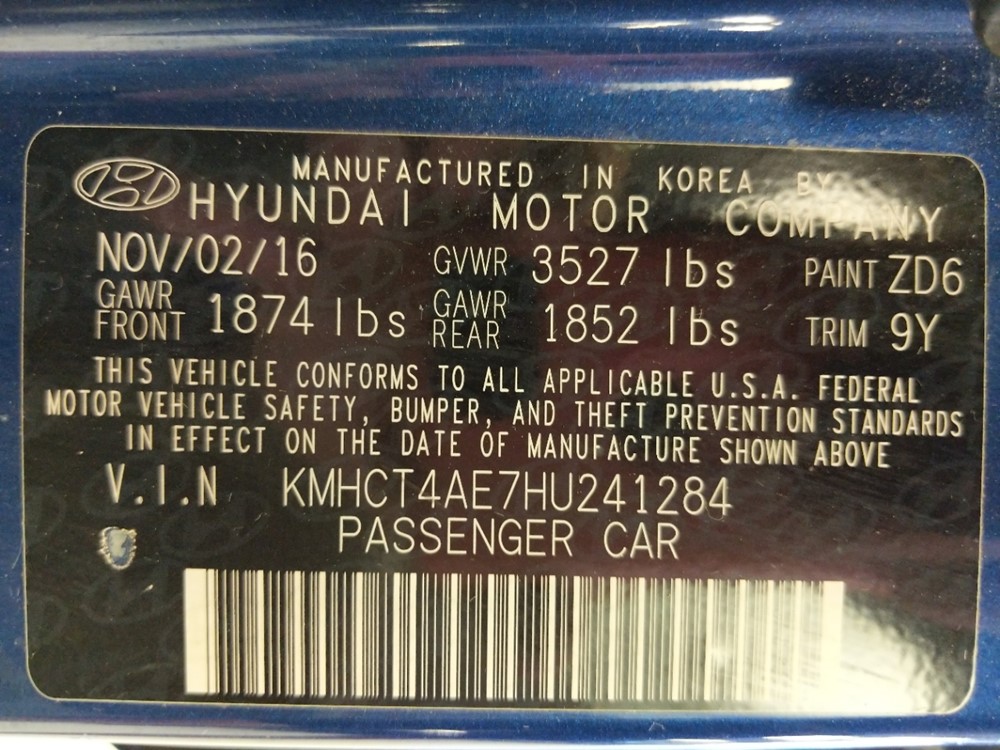 MANUFACTURED IN KOREA BY
HYUNDAI MOTOR COMPANY
NOV/02/16 GVWR 3527 lbs PAINT ZD6
GAWR FRONT 1874 lbs GAWR REAR 1852 lbs TRIM 9Y
THIS VEHICLE CONFORMS TO ALL APPLICABLE U.S.A. FEDERAL
MOTOR VEHICLE SAFETY, BUMPER, AND THEFT PREVENTION STANDARDS
IN EFFECT ON THE DATE OF MANUFACTURE SHOWN ABOVE
V.I.N KMHCT4AE7HU241284
PASSENGER CAR